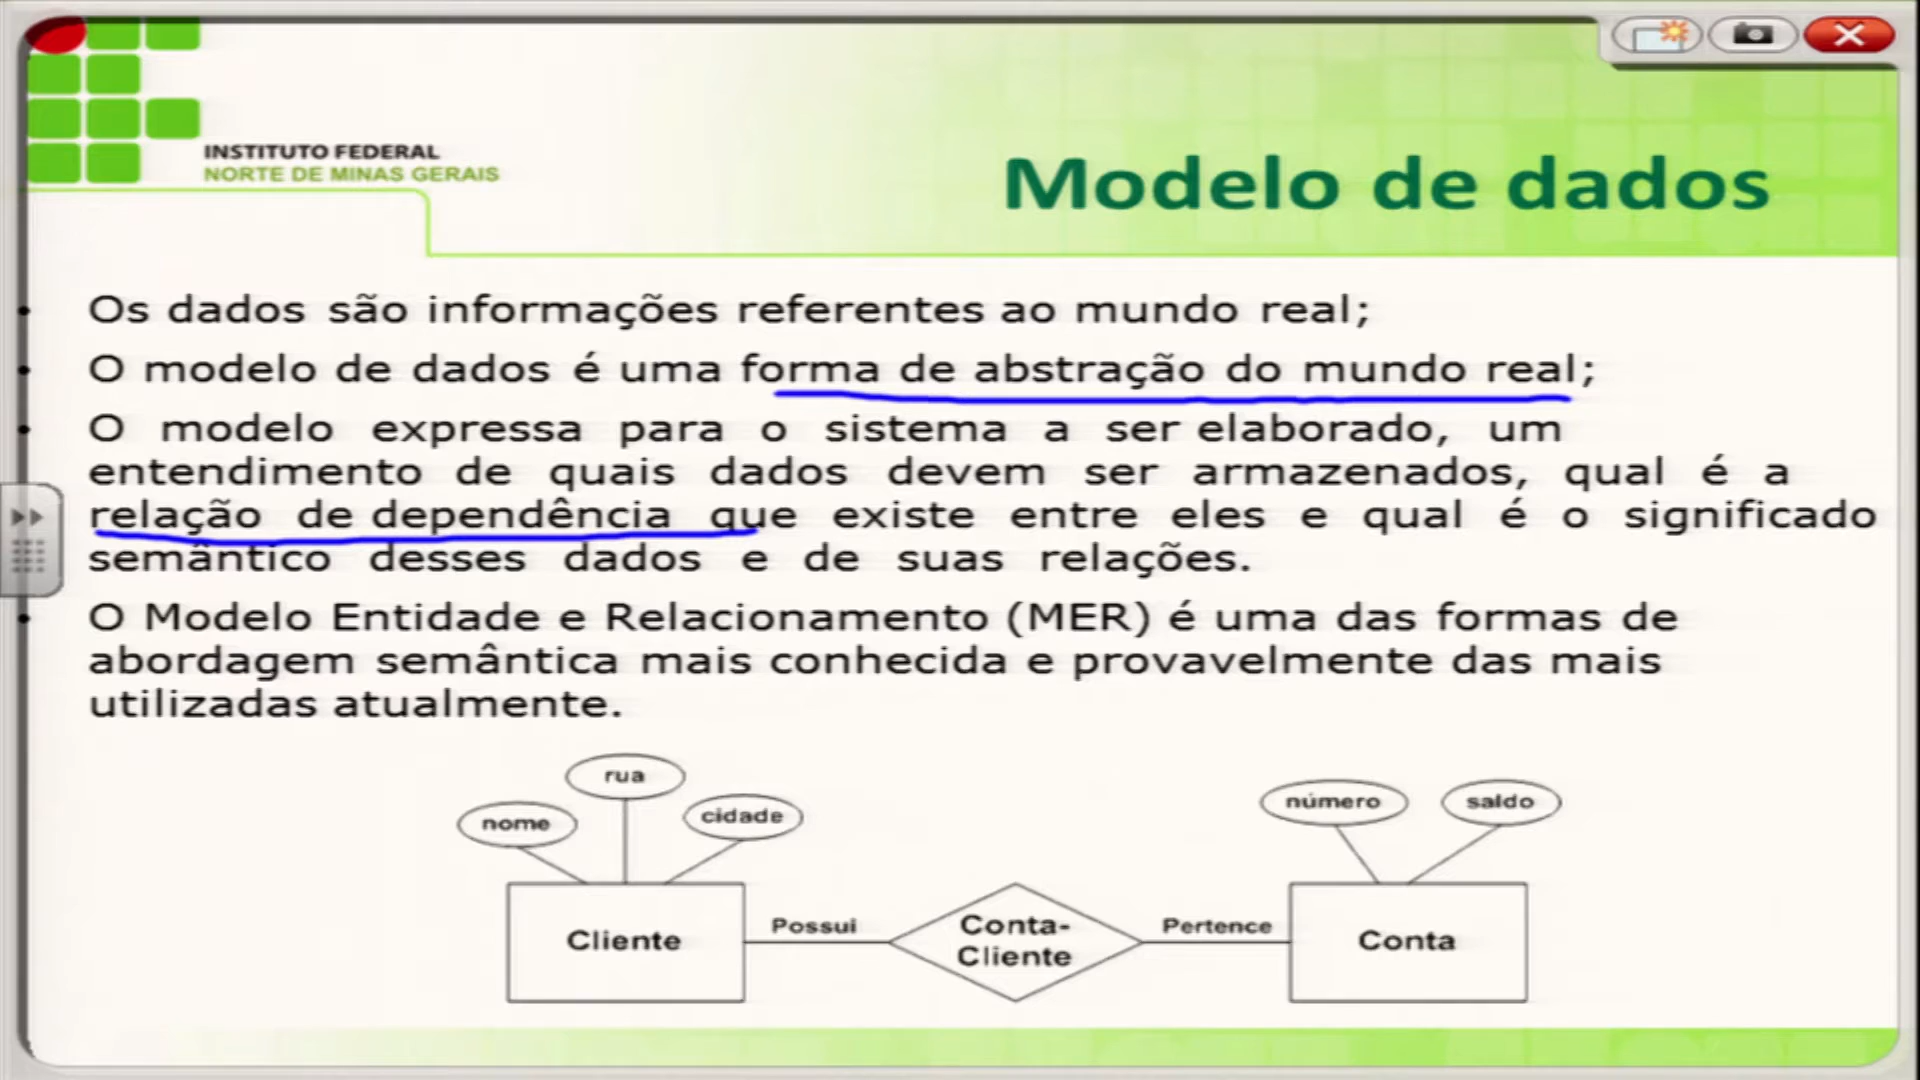 INSTITUTO FEDERAL
NORTE DE MINAS GERAIS
Modelo de dados
• Os dados são informações referentes ao mundo real;
• O modelo de dados é uma forma de abstração do mundo real;
• O modelo expressa para o sistema a ser elaborado, um
entendimento de quais dados devem ser armazenados, qual é a
relação de dependência que existe entre eles e qual é o significado
semântico desses dados e de suas relações.
• O Modelo Entidade e Relacionamento (MER) é uma das formas de
abordagem semântica mais conhecida e provavelmente das mais
utilizadas atualmente.
rua
nome
cidade
número
saldo
Cliente
Possui
Conta-
Cliente
Pertence
Conta